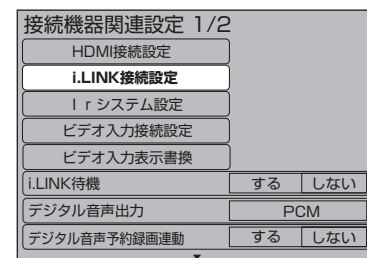 接続機器関連設定 1/2
HDMI接続設定
i.LINK接続設定
Ｉｒシステム設定
ビデオ入力接続設定
ビデオ入力表示書換
i.LINK待機 する しない
デジタル音声出力 PCM
デジタル音声予約録画連動 する しない